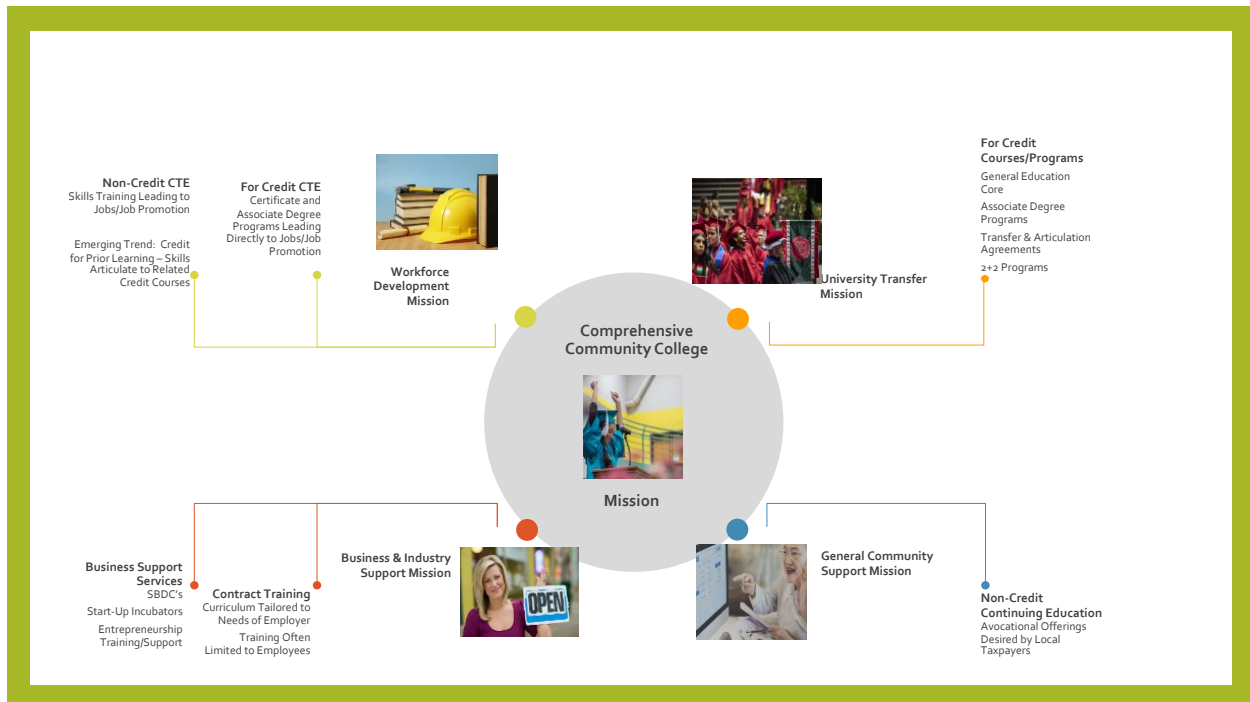 Non-Credit CTE
Skills Training Leading to
Jobs/Job Promotion
Emerging Trend:  Credit
for Prior Learning – Skills
Articulate to Related
Credit Courses
For Credit CTE
Certificate and
Associate Degree
Programs Leading
Directly to Jobs/Job
Promotion
Workforce
Development
Mission
University Transfer
Mission
For Credit
Courses/Programs
General Education
Core
Associate Degree
Programs
Transfer & Articulation
Agreements
2+2 Programs
Comprehensive
Community College
Mission
Business Support
Services
SBDC's
Start-Up Incubators
Entrepreneurship
Training/Support
Contract Training
Curriculum Tailored to
Needs of Employer
Training Often
Limited to Employees
Business & Industry
Support Mission
OPEN
General Community
Support Mission
Non-Credit
Continuing Education
Avocational Offerings
Desired by Local
Taxpayers